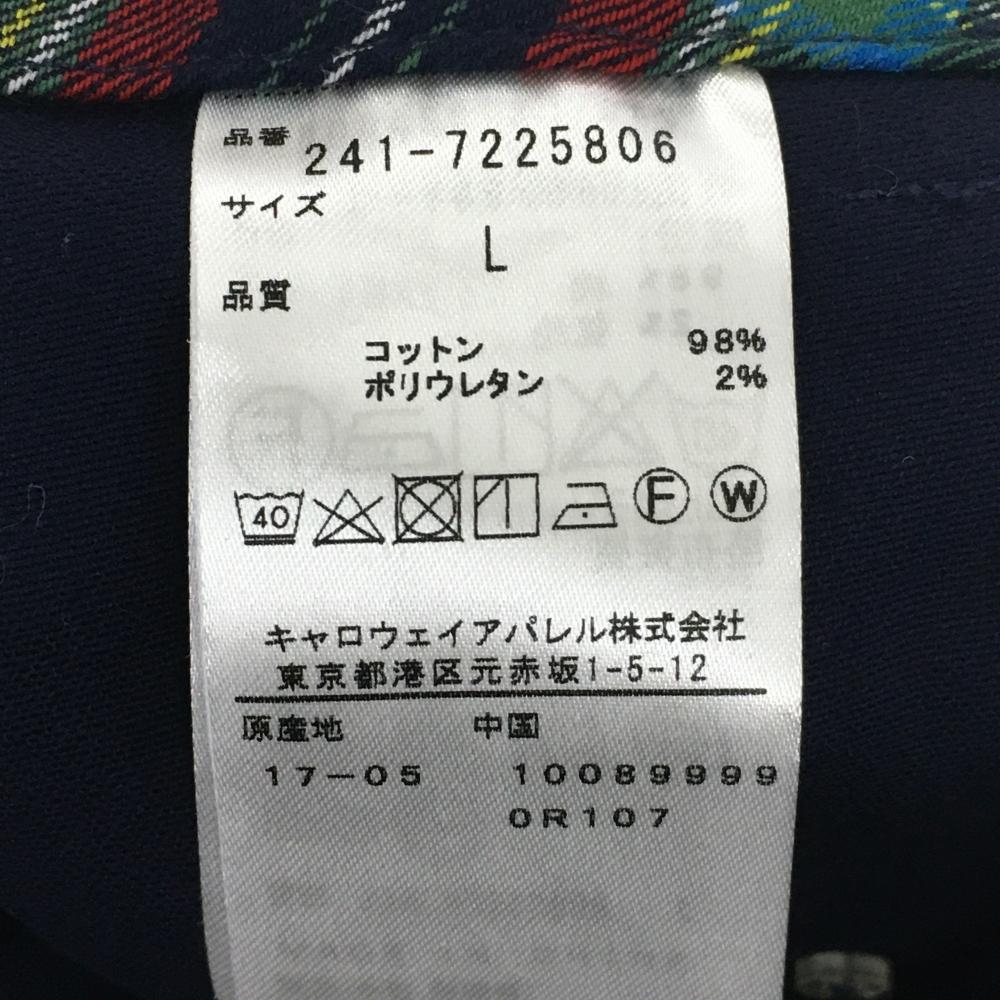 品番 241-7225806
サイズ
L
品質
コットン 98%
ポリウレタン 2%
40 F W
キャロウェイアパレル株式会社
東京都港区元赤坂1-5-12
原産地 中国
17-05 10089999
0R107